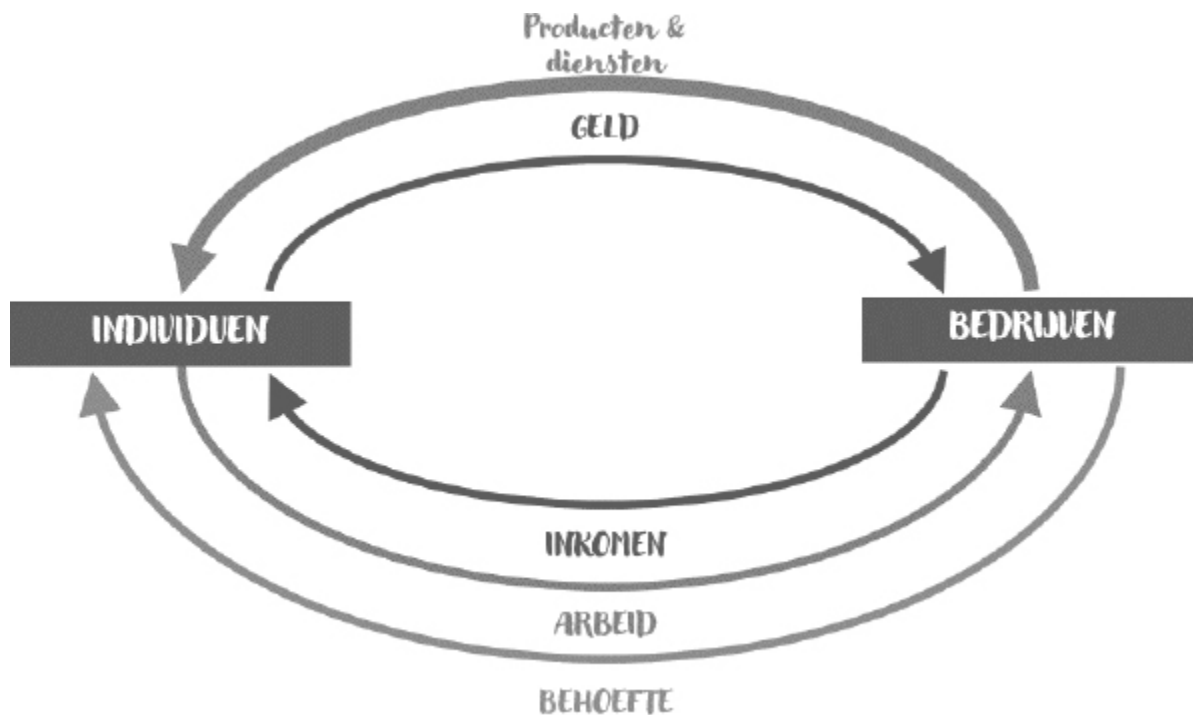 Producten &
diensten
GELD
INDIVIDUEN
BEDRIJVEN
INKOMEN
ARBEID
BEHOEFTE